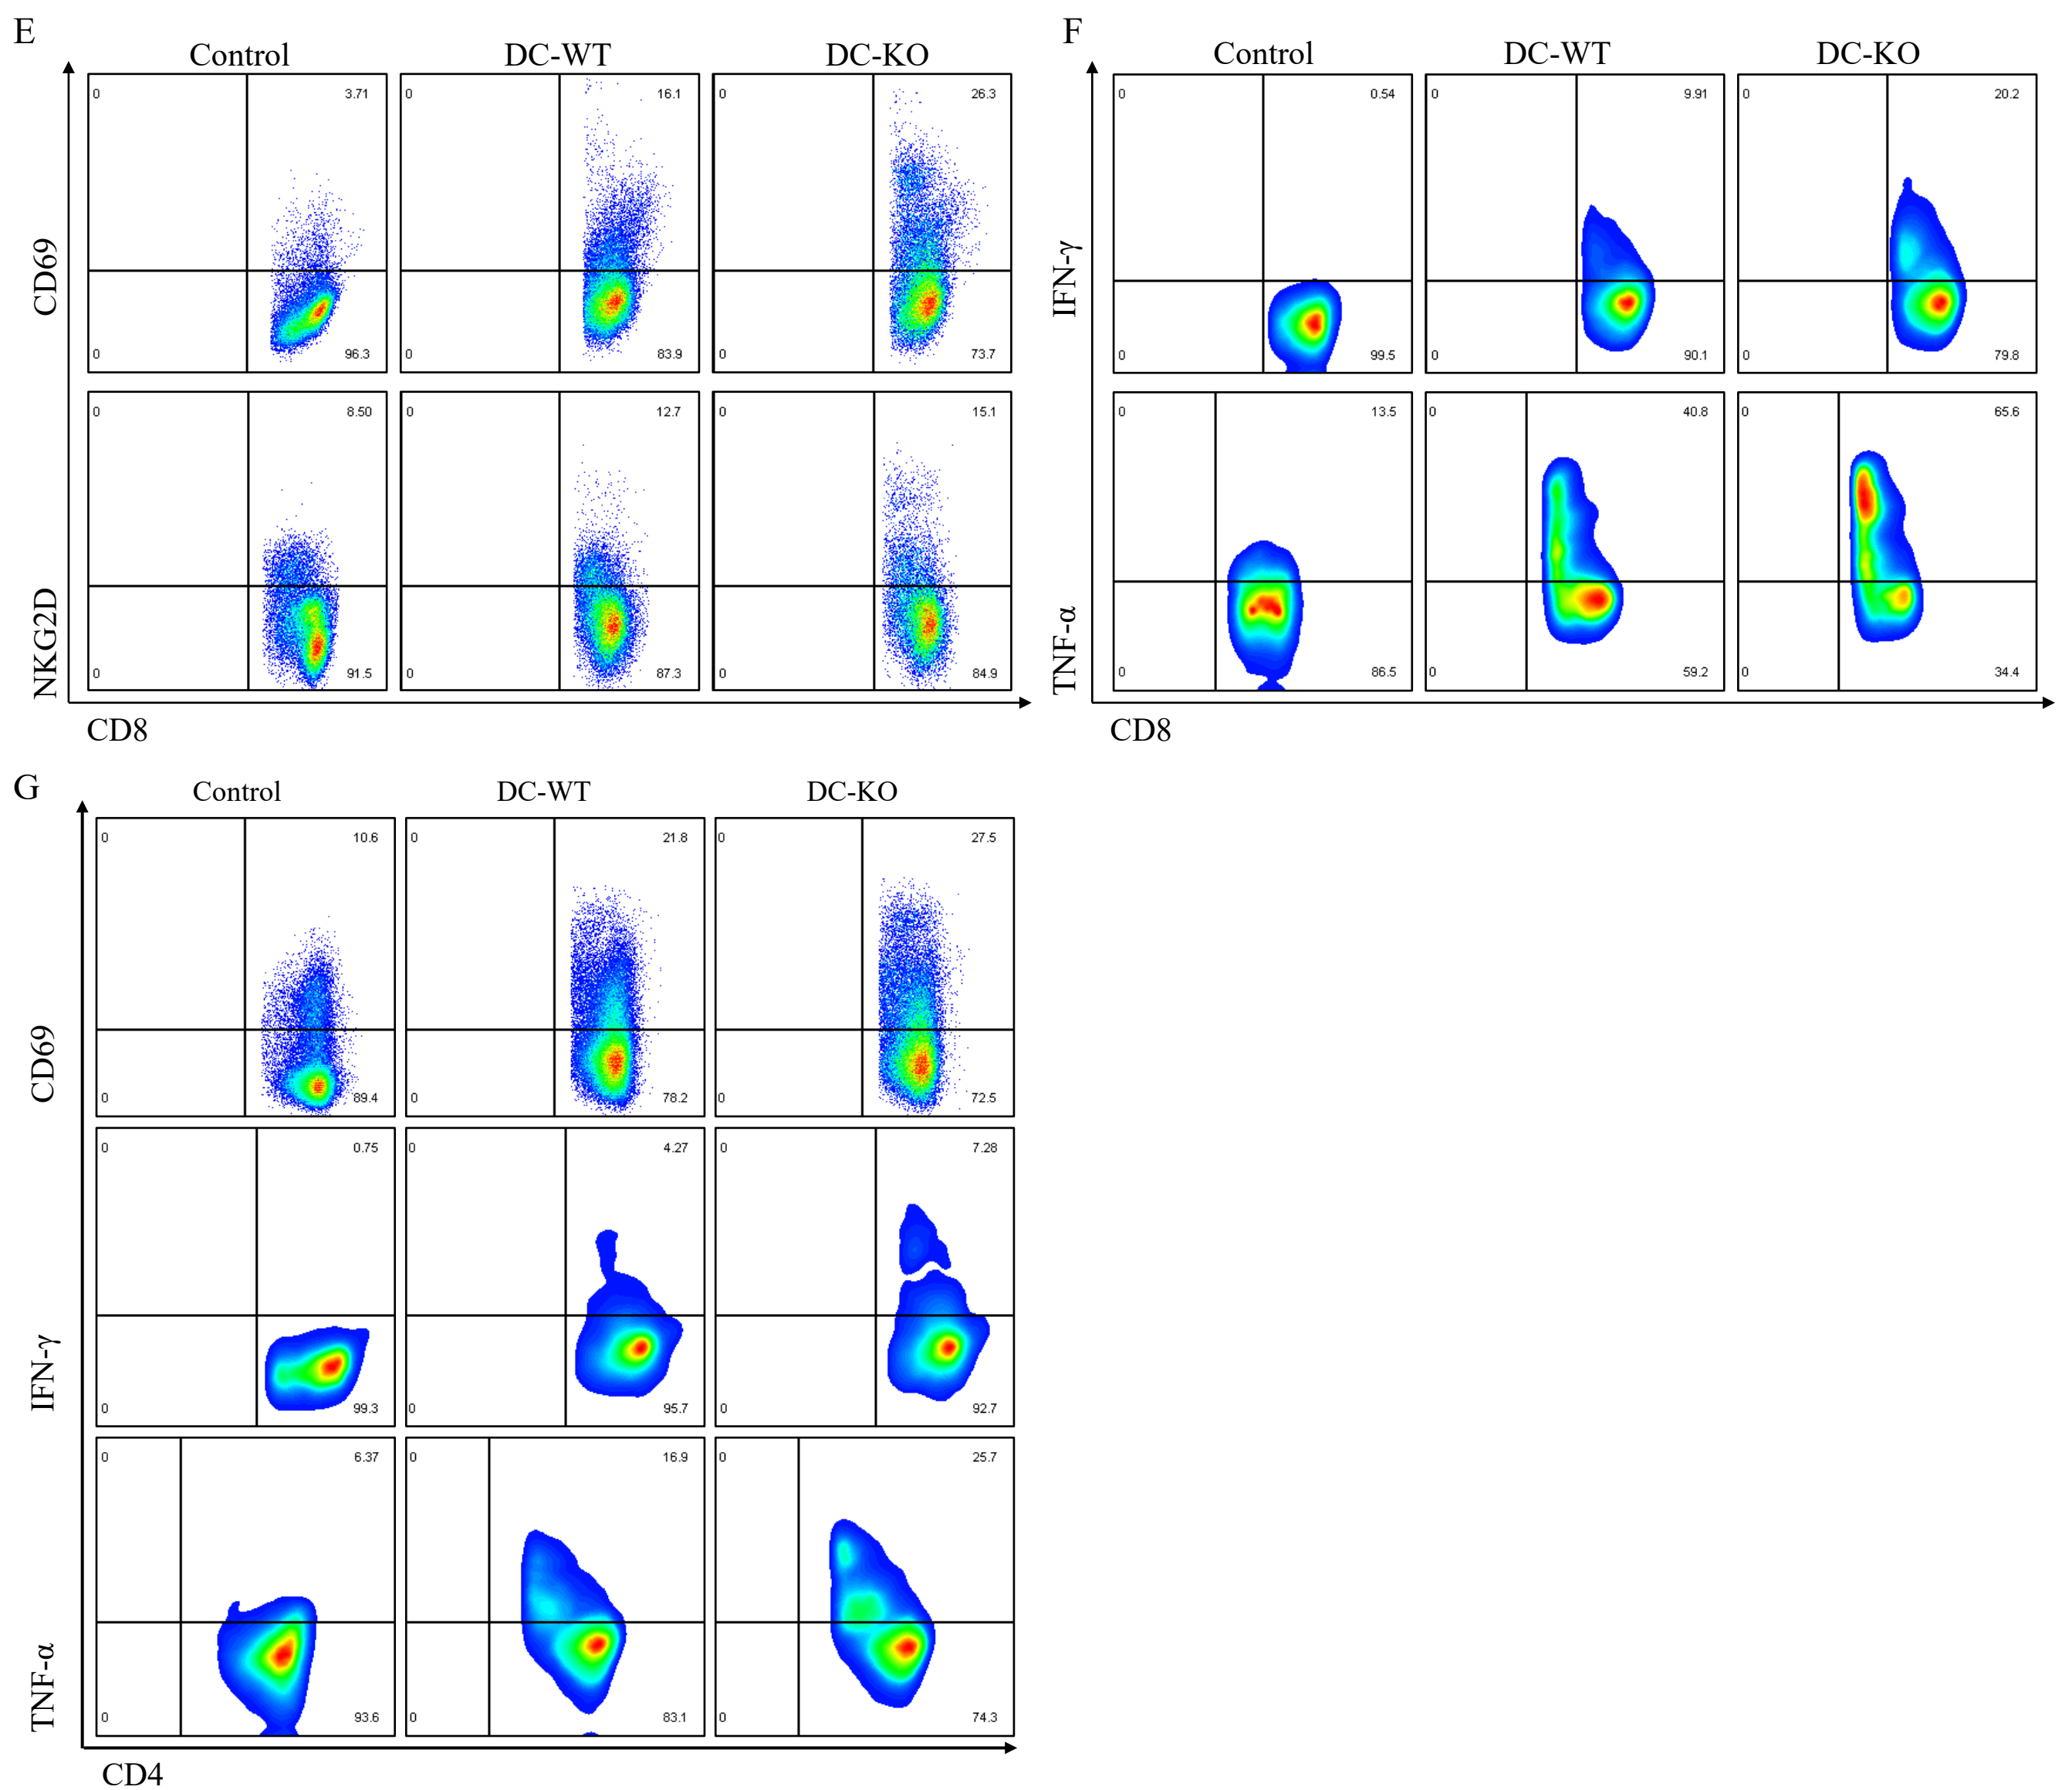 E
Control DC-WT DC-KO
CD69
0 3.71 0 16.1 0 26.3
0 96.3 0 83.9 0 73.7
NKG2D
0 8.50 0 12.7 0 15.1
0 91.5 0 87.3 0 84.9
CD8
F
Control DC-WT DC-KO
IFN-γ
0 0.54 0 9.91 0 20.2
0 99.5 0 90.1 0 79.8
TNF-α
0 13.5 0 40.8 0 65.6
0 86.5 0 59.2 0 34.4
CD8
G
Control DC-WT DC-KO
CD69
0 10.6 0 21.8 0 27.5
0 89.4 0 78.2 0 72.5
IFN-γ
0 0.75 0 4.27 0 7.28
0 99.3 0 95.7 0 92.7
TNF-α
0 6.37 0 16.9 0 25.7
0 93.6 0 83.1 0 74.3
CD4